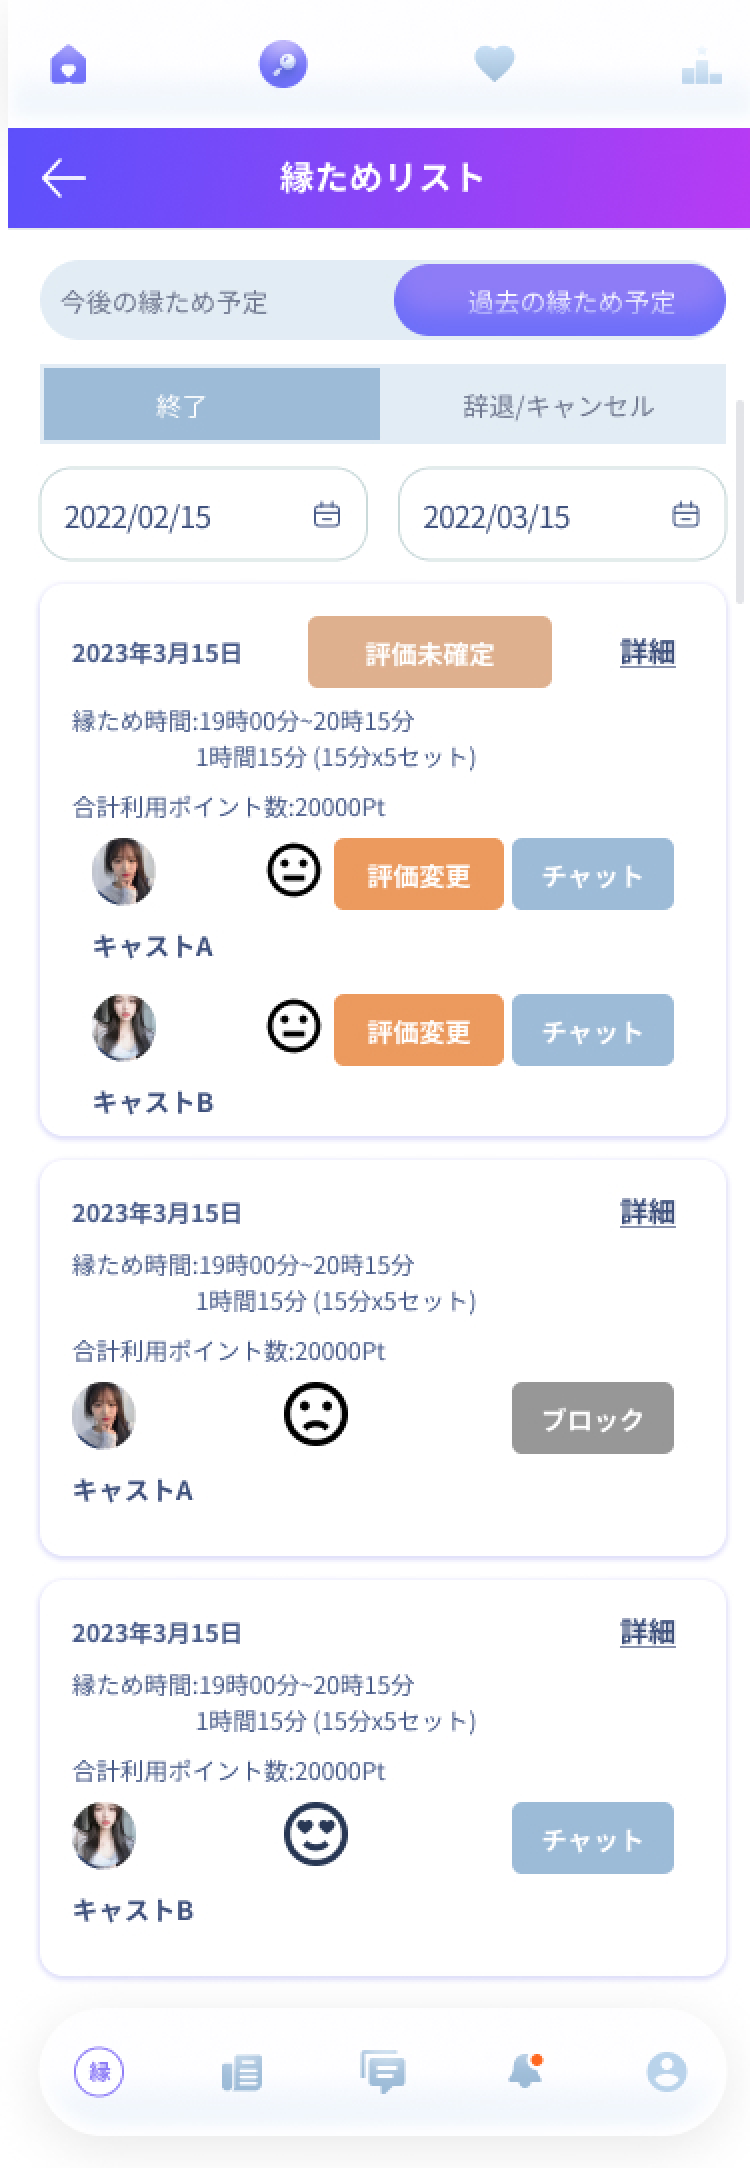 縁ためリスト
今後の縁ため予定
過去の縁ため予定
終了
辞退/キャンセル
2022/02/15
2022/03/15
2023年3月15日
評価未確定
詳細
縁ため時間:19時00分~20時15分
1時間15分 (15分x5セット)
合計利用ポイント数:20000Pt
評価変更
チャット
キャストA
評価変更
チャット
キャストB
2023年3月15日
詳細
縁ため時間:19時00分~20時15分
1時間15分 (15分x5セット)
合計利用ポイント数:20000Pt
ブロック
キャストA
2023年3月15日
詳細
縁ため時間:19時00分~20時15分
1時間15分 (15分x5セット)
合計利用ポイント数:20000Pt
チャット
キャストB
縁